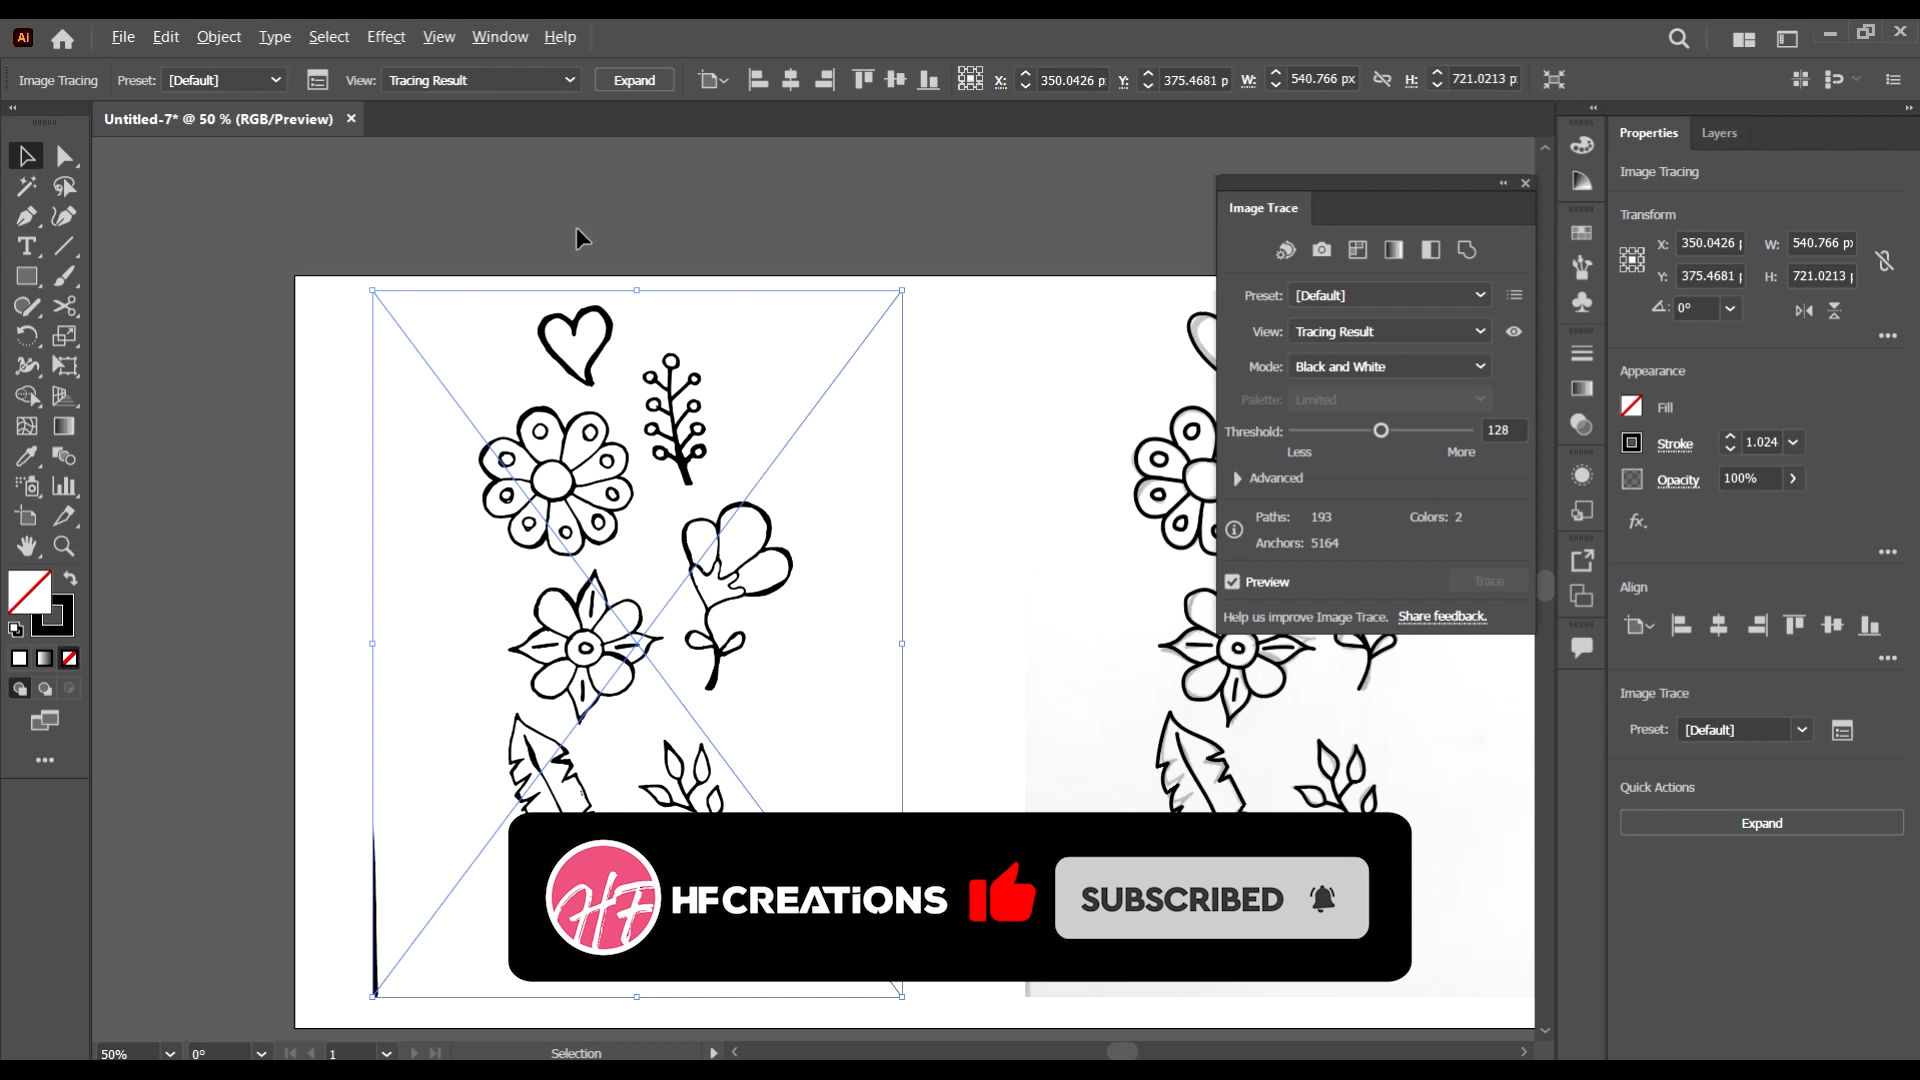 Ai File Edit Object Type Select Effect View Window Help
Image Tracing Preset: [Default] View: Tracing Result Expand X: 350.0426 p Y: 375.4681 p W: 540.766 px H: 721.0213 p
Untitled-7* @ 50 % (RGB/Preview)
Properties Layers
Image Tracing
Transform
X: 350.0426 W: 540.766 px
Y: 375.4681 H: 721.0213
0°
Appearance
Fill
Stroke 1.024
Opacity 100%
fx.
Align
Image Trace
Preset: [Default]
Quick Actions
Expand
Image Trace
Preset: [Default]
View: Tracing Result
Mode: Black and White
Palette: Limited
Threshold: 128
Less More
Advanced
Paths: 193 Colors: 2
Anchors: 5164
Preview Trace
Help us improve Image Trace. Share feedback.
HF HFCREATiONS SUBSCRIBED
50% 0° 1 Selection